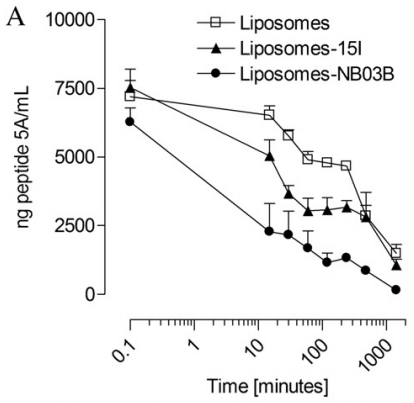 A
Liposomes
Liposomes-15I
Liposomes-NB03B
ng peptide 5A/mL
10000
7500
5000
2500
0
0.1 1 10 100 1000
Time [minutes]